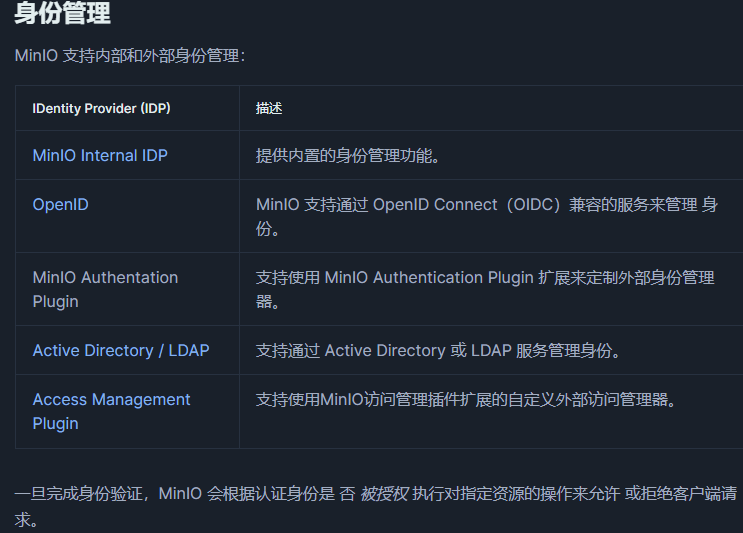 身份管理
MinIO 支持内部和外部身份管理：
IDentity Provider (IDP) 描述
MinIO Internal IDP 提供内置的身份管理功能。
OpenID MinIO 支持通过 OpenID Connect（OIDC）兼容的服务来管理 身
份。
MinIO Authentation 支持使用 MinIO Authentication Plugin 扩展来定制外部身份管理
Plugin 器。
Active Directory / LDAP 支持通过 Active Directory 或 LDAP 服务管理身份。
Access Management 支持使用MinIO访问管理插件扩展的自定义外部访问管理器。
Plugin
一旦完成身份验证，MinIO 会根据认证身份是 否 被授权 执行对指定资源的操作来允许 或拒绝客户端请
求。